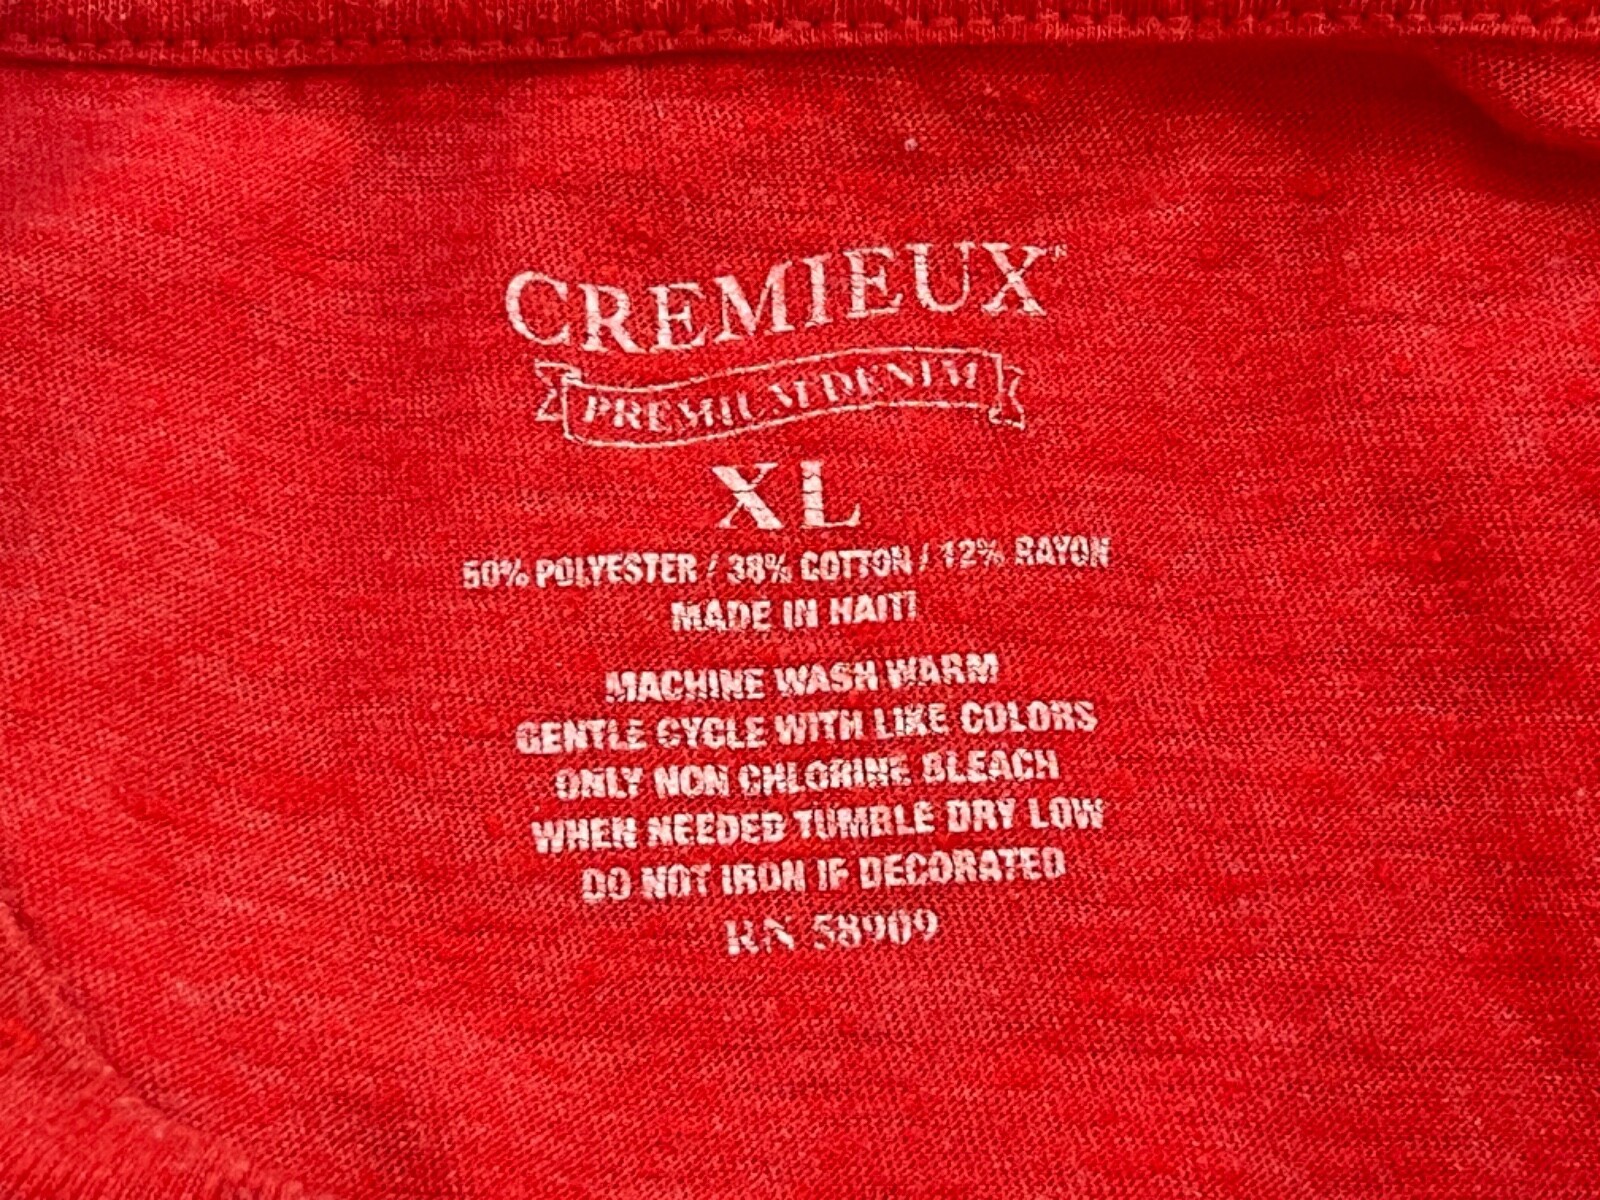 CREMIEUX™
PREMIUM DENIM
XL
50% POLYESTER / 38% COTTON / 12% RAYON
MADE IN HAITI
MACHINE WASH WARM
GENTLE CYCLE WITH LIKE COLORS
ONLY NON CHLORINE BLEACH
WHEN NEEDED TUMBLE DRY LOW
DO NOT IRON IF DECORATED
RN 58909